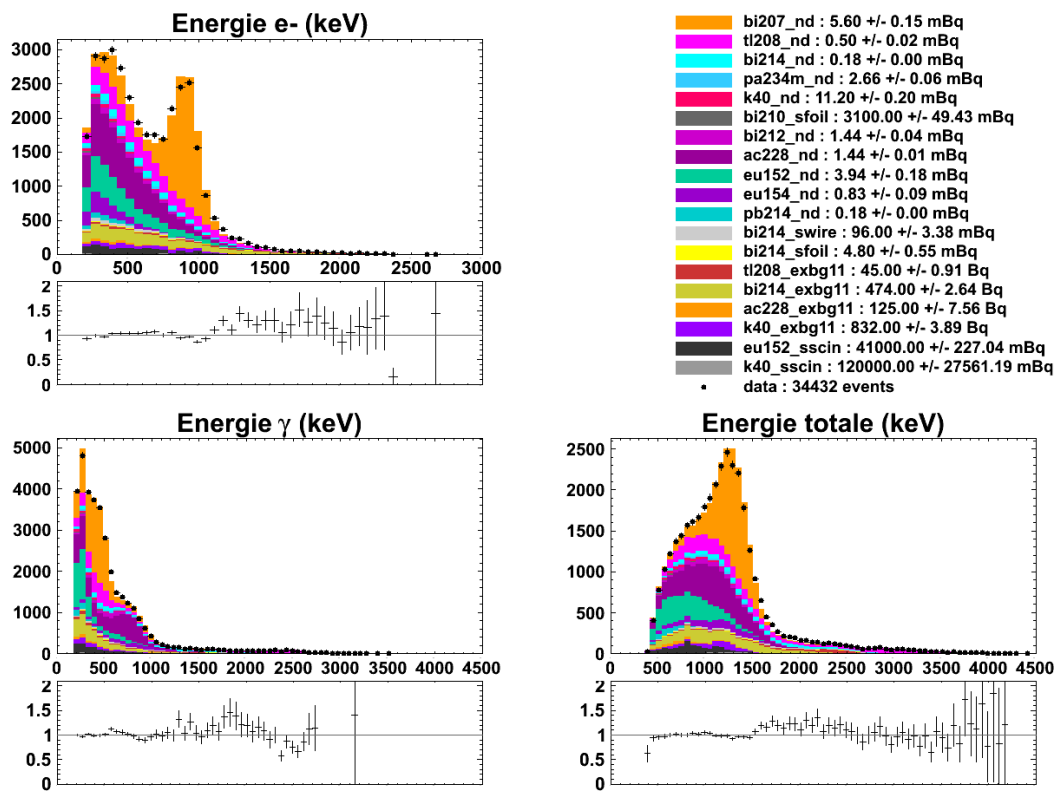 Energie e- (keV)
3000
2500
2000
1500
1000
500
0
0 500 1000 1500 2000 2500 3000
2
1.5
1
0.5
0
bi207_nd : 5.60 +/- 0.15 mBq
tl208_nd : 0.50 +/- 0.02 mBq
bi214_nd : 0.18 +/- 0.00 mBq
pa234m_nd : 2.66 +/- 0.06 mBq
k40_nd : 11.20 +/- 0.20 mBq
bi210_sfoil : 3100.00 +/- 49.43 mBq
bi212_nd : 1.44 +/- 0.04 mBq
ac228_nd : 1.44 +/- 0.01 mBq
eu152_nd : 3.94 +/- 0.18 mBq
eu154_nd : 0.83 +/- 0.09 mBq
pb214_nd : 0.18 +/- 0.00 mBq
bi214_swire : 96.00 +/- 3.38 mBq
bi214_sfoil : 4.80 +/- 0.55 mBq
tl208_exbg11 : 45.00 +/- 0.91 Bq
bi214_exbg11 : 474.00 +/- 2.64 Bq
ac228_exbg11 : 125.00 +/- 7.56 Bq
k40_exbg11 : 832.00 +/- 3.89 Bq
eu152_sscin : 41000.00 +/- 227.04 mBq
k40_sscin : 120000.00 +/- 27561.19 mBq
data : 34432 events
Energie γ (keV)
5000
4000
3000
2000
1000
0
0 500 1000 1500 2000 2500 3000 3500 4000 4500
2
1.5
1
0.5
0
Energie totale (keV)
2500
2000
1500
1000
500
0
0 500 1000 1500 2000 2500 3000 3500 4000 4500
2
1.5
1
0.5
0